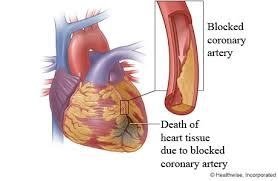 Blocked
coronary
artery
Death of
heart tissue
due to blocked
coronary artery
© Healthwise, Incorporated